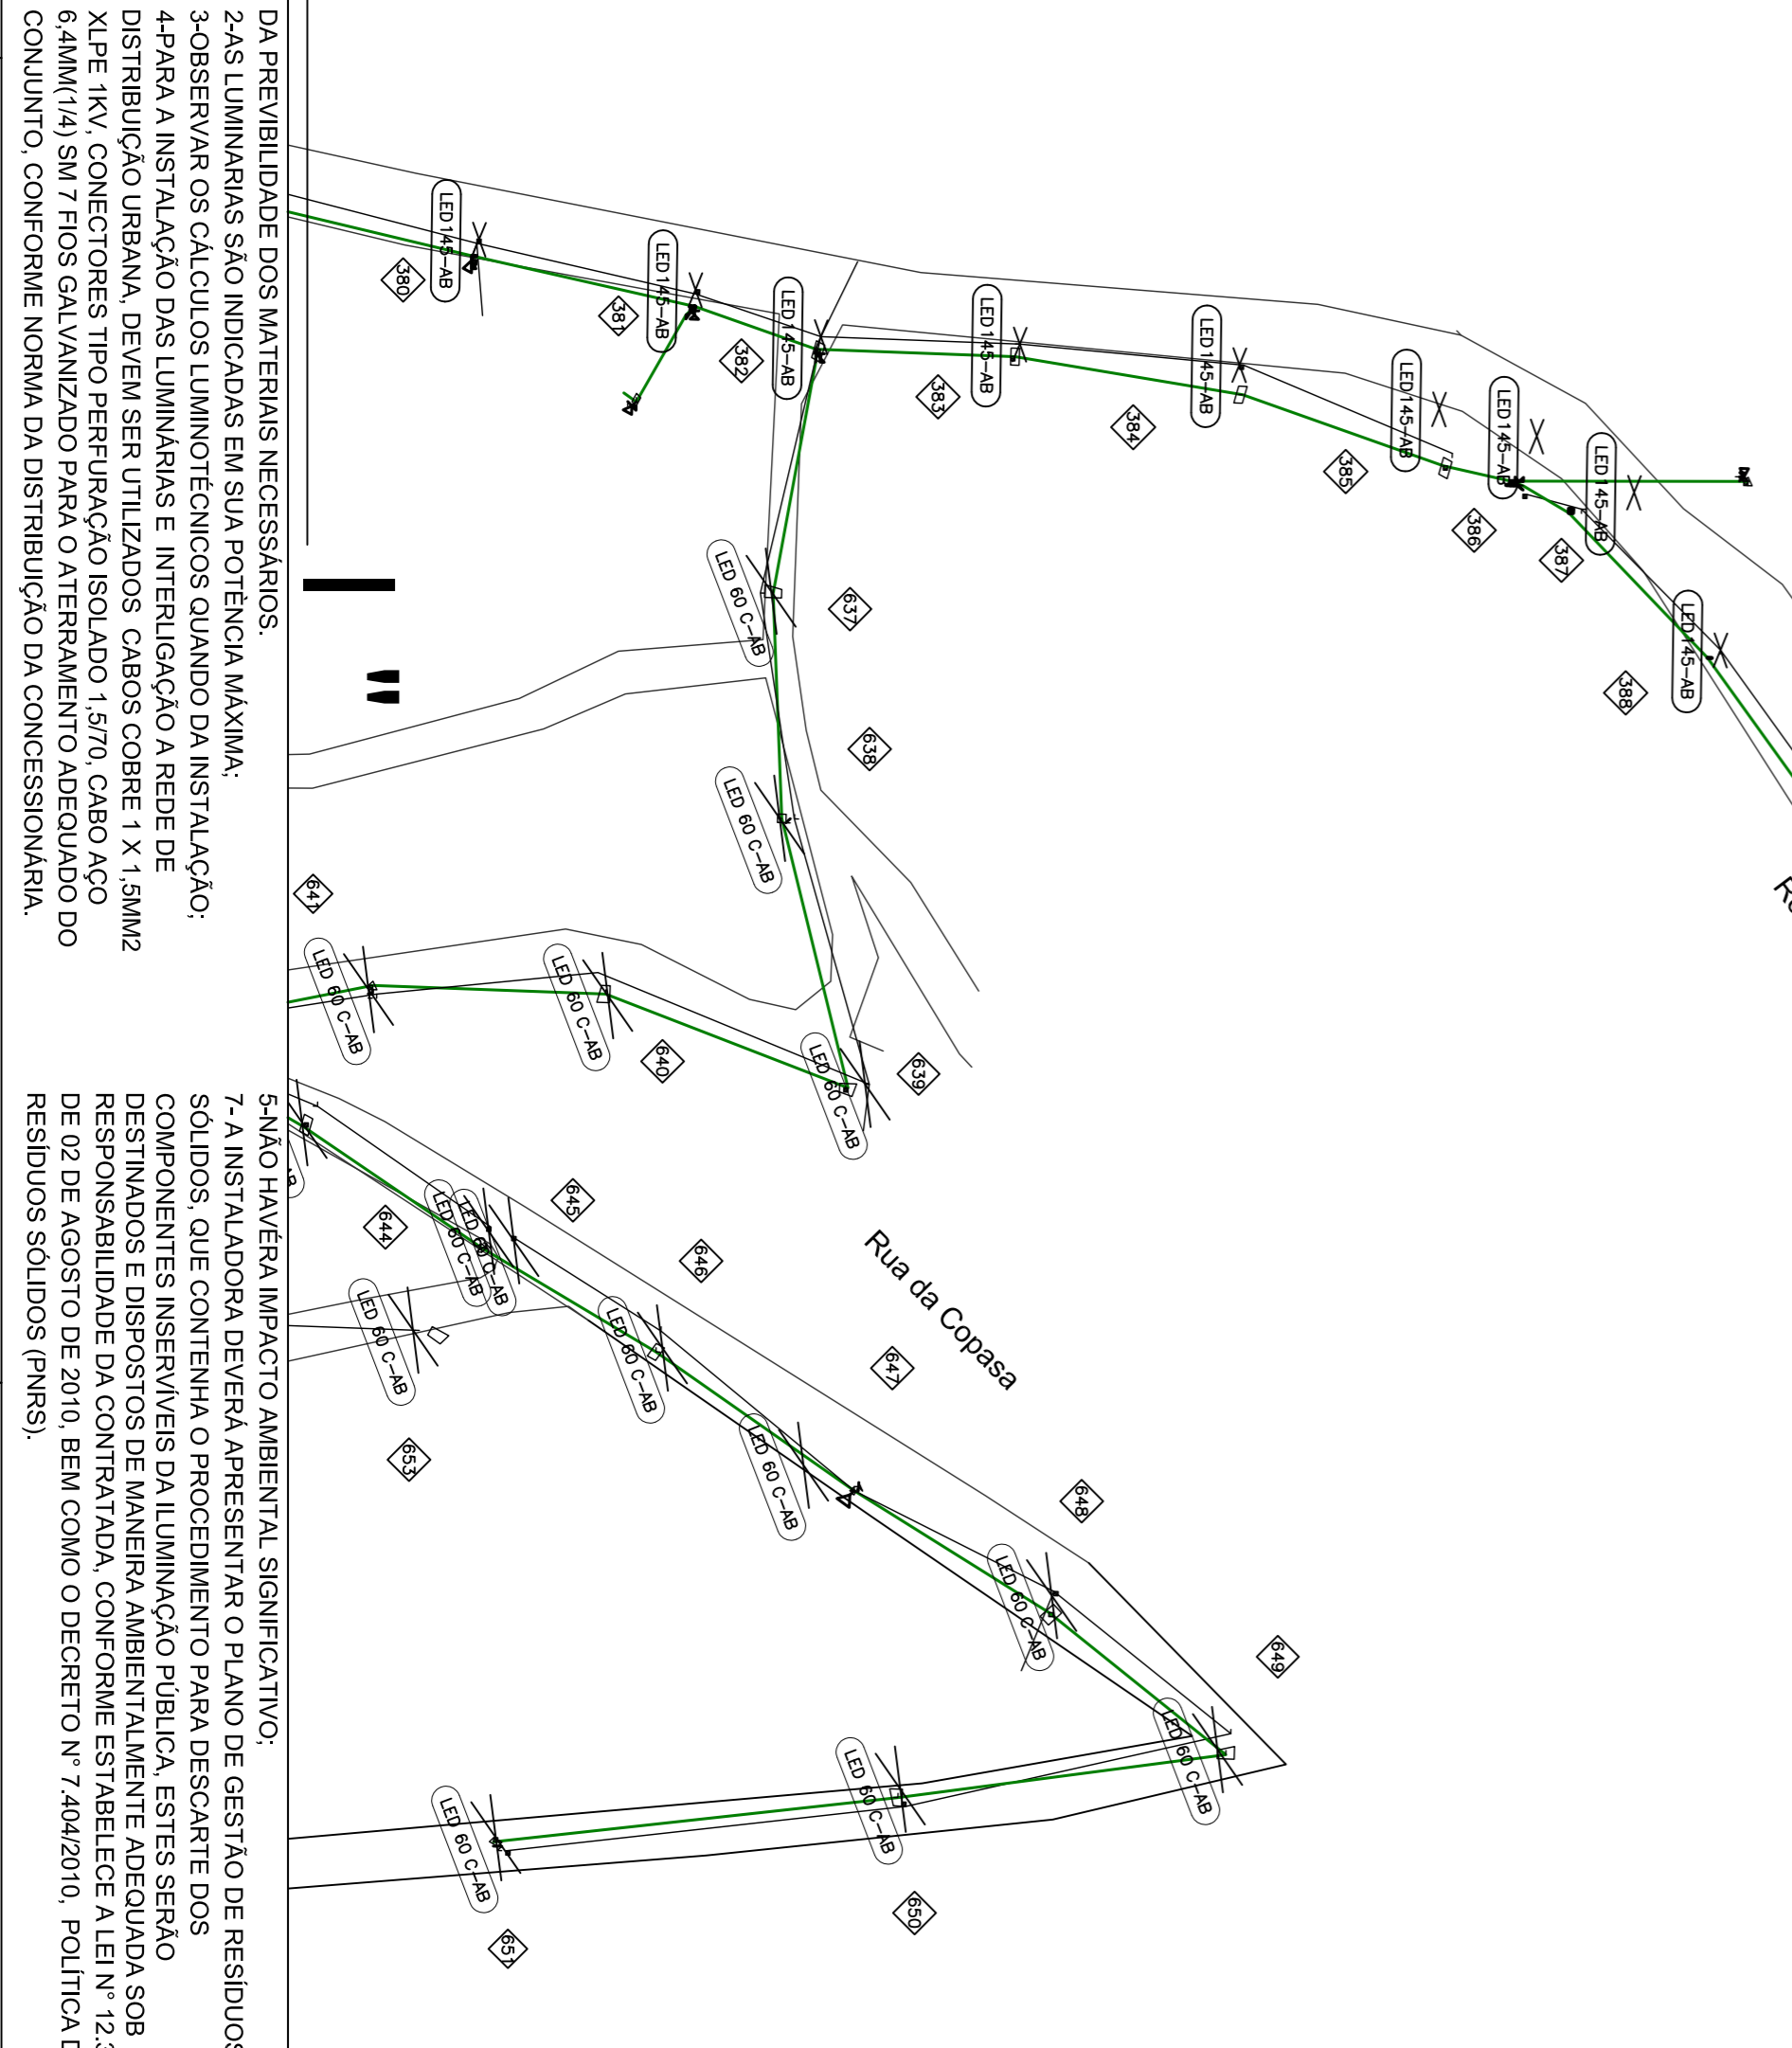 DA PREVIBILIDADE DOS MATERIAIS NECESSÁRIOS.
2-AS LUMINARIAS SÃO INDICADAS EM SUA POTÊNCIA MÁXIMA;
3-OBSERVAR OS CÁLCULOS LUMINOTÉCNICOS QUANDO DA INSTALAÇÃO;
4-PARA A INSTALAÇÃO DAS LUMINÁRIAS E INTERLIGAÇÃO A REDE DE
DISTRIBUIÇÃO URBANA, DEVEM SER UTILIZADOS CABOS COBRE 1 X 1,5MM2
XLPE 1KV, CONECTORES TIPO PERFURAÇÃO ISOLADO 1,5/70, CABO AÇO
6,4MM(1/4) SM 7 FIOS GALVANIZADO PARA O ATERRAMENTO ADEQUADO DO
CONJUNTO, CONFORME NORMA DA DISTRIBUIÇÃO DA CONCESSIONÁRIA.
5-NÃO HAVÉRA IMPACTO AMBIENTAL SIGNIFICATIVO;
7- A INSTALADORA DEVERÁ APRESENTAR O PLANO DE GESTÃO DE RESÍDUOS
SÓLIDOS, QUE CONTENHA O PROCEDIMENTO PARA DESCARTE DOS
COMPONENTES INSERVÍVEIS DA ILUMINAÇÃO PÚBLICA, ESTES SERÃO
DESTINADOS E DISPOSTOS DE MANEIRA AMBIENTALMENTE ADEQUADA SOB
RESPONSABILIDADE DA CONTRATADA, CONFORME ESTABELECE A LEI N° 12.3
DE 02 DE AGOSTO DE 2010, BEM COMO O DECRETO N° 7.404/2010, POLÍTICA D
RESÍDUOS SÓLIDOS (PNRS).
LED 145-AB
380
LED 145-AB
381
LED 145-AB
382
LED 145-AB
383
LED 145-AB
384
LED 145-AB
385
LED 145-AB
386
LED 145-AB
387
LED 145-AB
388
LED 60 C-AB
637
LED 60 C-AB
638
LED 60 C-AB
639
LED 60 C-AB
640
LED 60 C-AB
641
LED 60 C-AB
LED 60 C-AB
644
645
LED 60 C-AB
646
LED 60 C-AB
653
LED 60 C-AB
647
Rua da Copasa
LED 60 C-AB
648
LED 60 C-AB
649
LED 60 C-AB
650
LED 60 C-AB
651